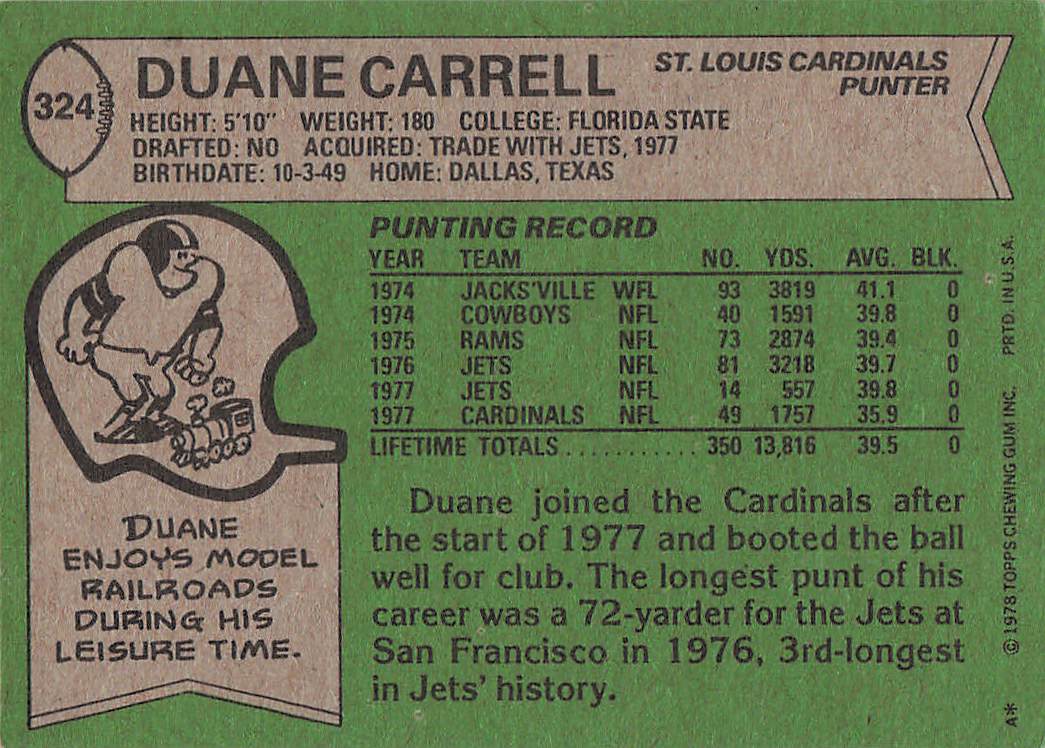 324
DUANE CARRELL
ST. LOUIS CARDINALS
PUNTER
HEIGHT: 5'10" WEIGHT: 180 COLLEGE: FLORIDA STATE
DRAFTED: NO ACQUIRED: TRADE WITH JETS, 1977
BIRTHDATE: 10-3-49 HOME: DALLAS, TEXAS
PUNTING RECORD
YEAR TEAM NO. YDS. AVG. BLK.
1974 JACKS'VILLE WFL 93 3819 41.1 0
1974 COWBOYS NFL 40 1591 39.8 0
1975 RAMS NFL 73 2874 39.4 0
1976 JETS NFL 81 3218 39.7 0
1977 JETS NFL 14 557 39.8 0
1977 CARDINALS NFL 49 1757 35.9 0
LIFETIME TOTALS............ 350 13,816 39.5 0
Duane joined the Cardinals after
the start of 1977 and booted the ball
well for club. The longest punt of his
career was a 72-yarder for the Jets at
San Francisco in 1976, 3rd-longest
in Jets' history.
DUANE
ENJOYS MODEL
RAILROADS
DURING HIS
LEISURE TIME.
A* © 1978 TOPPS CHEWING GUM INC. PRTD. IN U.S.A.